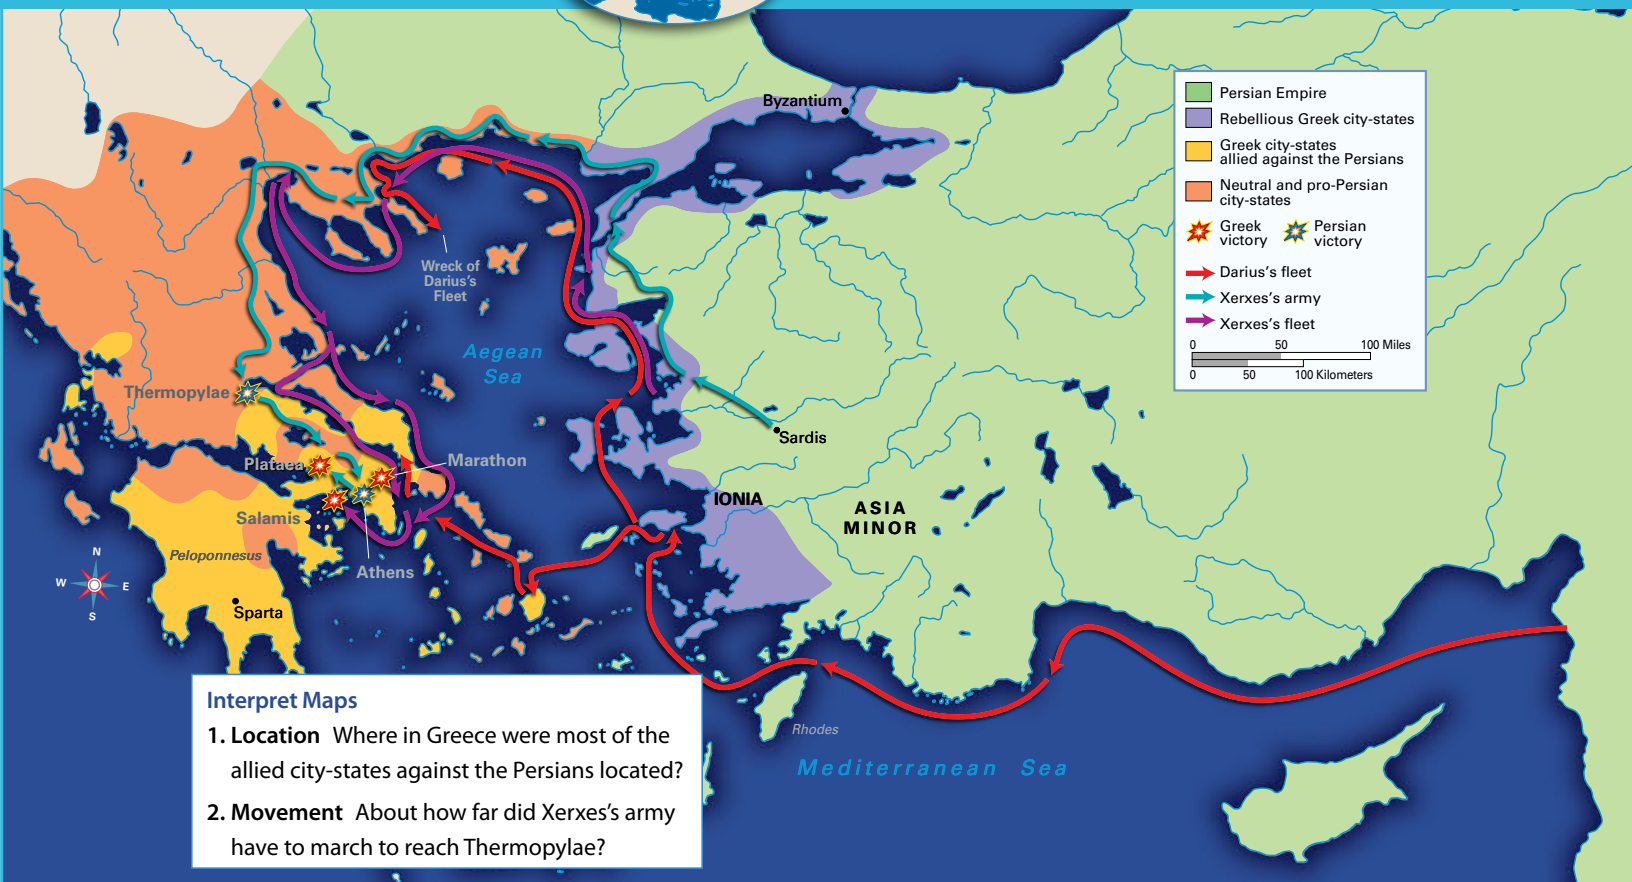 Byzantium
Persian Empire
Rebellious Greek city-states
Greek city-states
allied against the Persians
Neutral and pro-Persian
city-states
Greek
victory
Persian
victory
Darius's fleet
Xerxes's army
Xerxes's fleet
0 50 100 Miles
0 50 100 Kilometers
Wreck of
Darius's
Fleet
Aegean
Sea
Thermopylae
Sardis
Plataea
Marathon
IONIA
ASIA
MINOR
Salamis
Peloponnesus
Athens
N
W E
S
Sparta
Rhodes
Mediterranean Sea
Interpret Maps
1. Location Where in Greece were most of the
allied city-states against the Persians located?
2. Movement About how far did Xerxes's army
have to march to reach Thermopylae?